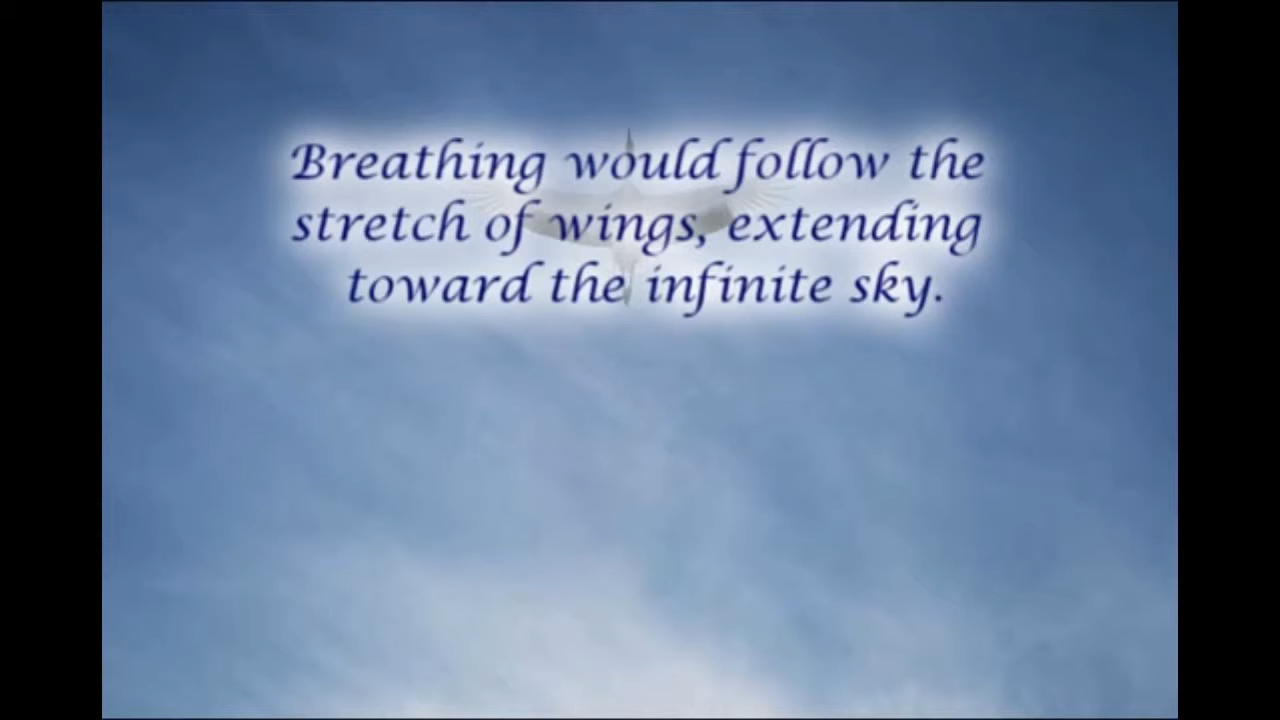 Breathing would follow the
stretch of wings, extending
toward the infinite sky.